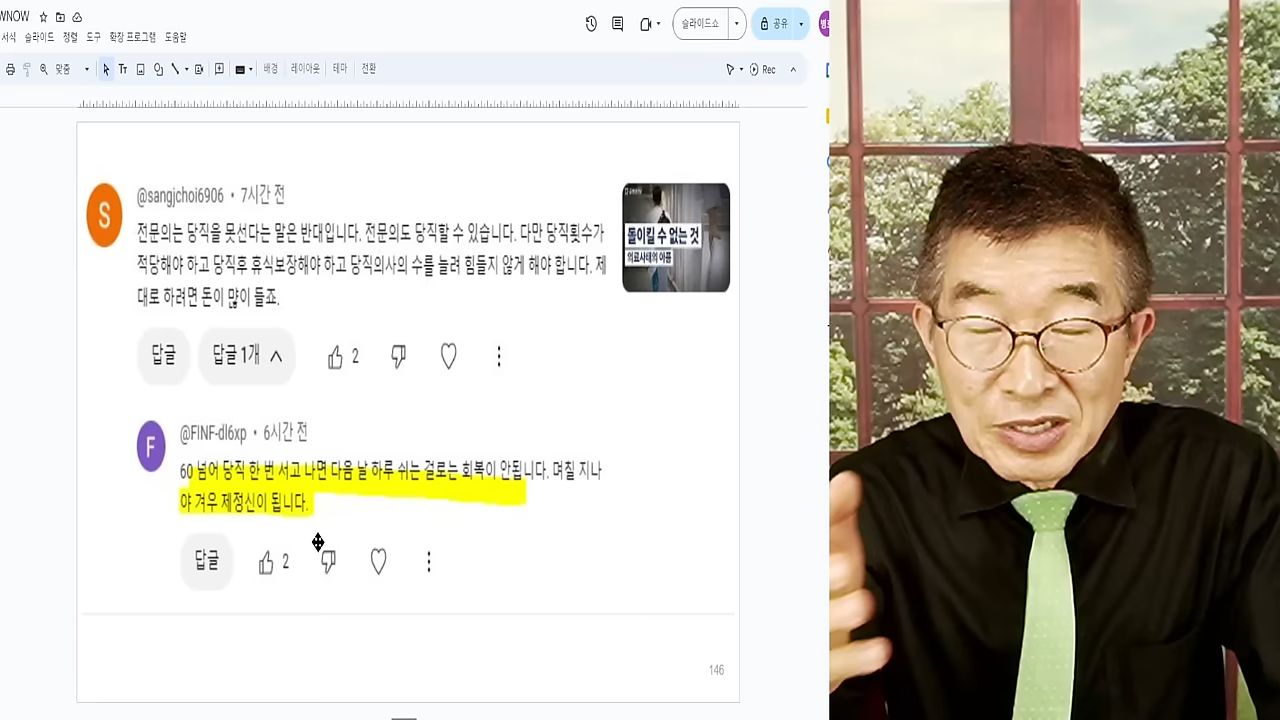 WNOW
서식 슬라이드 정렬 도구 확장 프로그램 도움말
슬라이드쇼
공유
맞춤
Tт
배경 레이아웃 테마 전환
Rec
S
@sangjchoi6906 • 7시간 전
전문의는 당직을 못선다는 말은 반대입니다. 전문의도 당직할 수 있습니다. 다만 당직횟수가
적당해야 하고 당직후 휴식보장해야 하고 당직의사의 수를 늘려 힘들지 않게 해야 합니다. 제
대로 하려면 돈이 많이 들죠.
돌이킬 수 없는 것
의료사태의 아픔
답글
답글 1개
2
F
@FINF-dl6xp • 6시간 전
60 넘어 당직 한 번 서고 나면 다음 날 하루 쉬는 걸로는 회복이 안됩니다. 며칠 지나
야 겨우 제정신이 됩니다.
답글
2
146